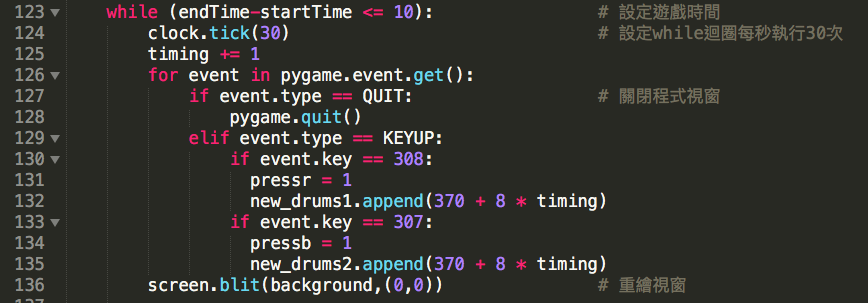 123 while (endTime-startTime <= 10): # 設定遊戲時間
124 clock.tick(30) # 設定while迴圈每秒執行30次
125 timing += 1
126 for event in pygame.event.get():
127 if event.type == QUIT: # 關閉程式視窗
128 pygame.quit()
129 elif event.type == KEYUP:
130 if event.key == 308:
131 pressr = 1
132 new_drums1.append(370 + 8 * timing)
133 if event.key == 307:
134 pressb = 1
135 new_drums2.append(370 + 8 * timing)
136 screen.blit(background,(0,0)) # 重繪視窗